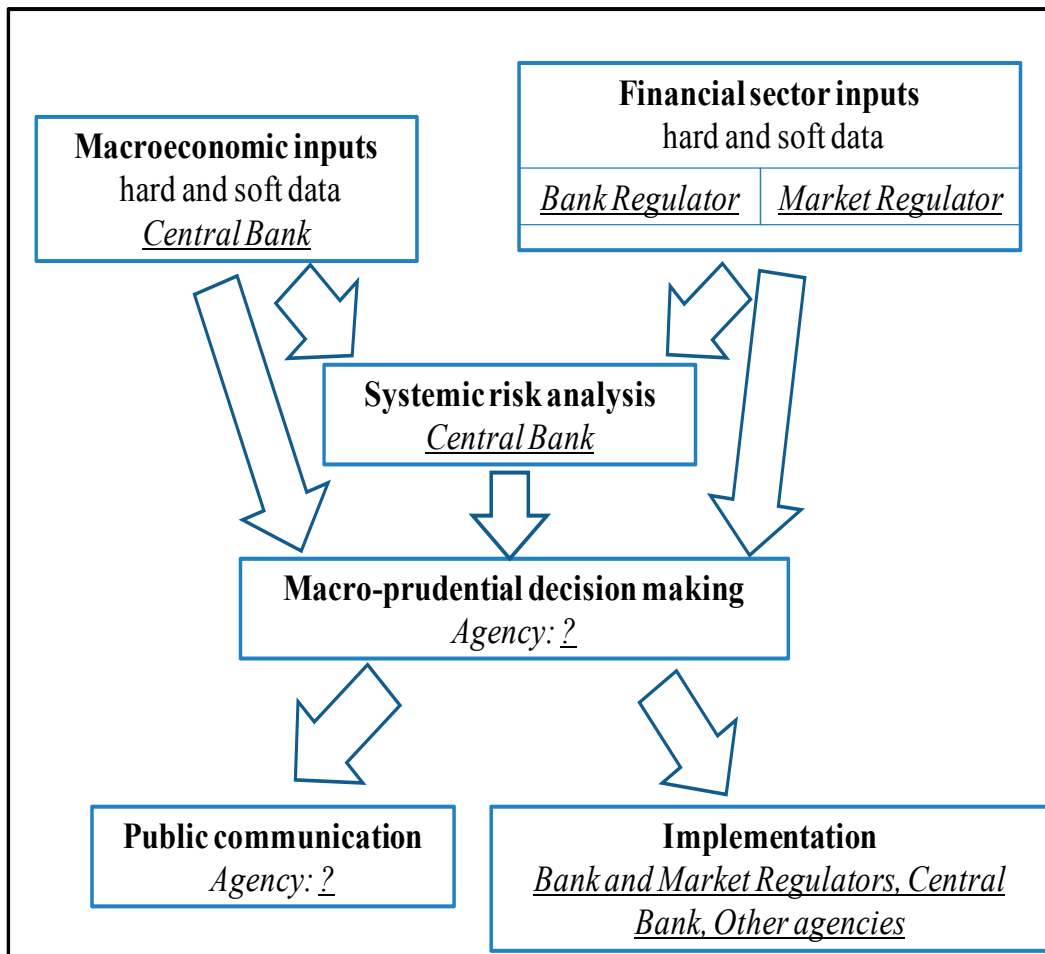 Macroeconomic inputs
hard and soft data
Central Bank
Financial sector inputs
hard and soft data
Bank Regulator
Market Regulator
Systemic risk analysis
Central Bank
Macro-prudential decision making
Agency: ?
Public communication
Agency: ?
Implementation
Bank and Market Regulators, Central
Bank, Other agencies